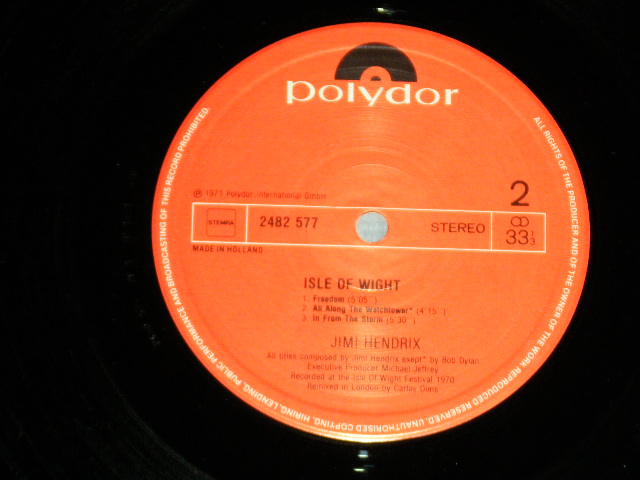 polydor
℗ 1971 Polydor International GmbH
2
STEMRA
2482 577
STEREO
33 1/3
MADE IN HOLLAND
ISLE OF WIGHT
1. Freedom (5'05'')
2. All Along The Watchtower* (4'15'')
3. In From The Storm (5'30'')
JIMI HENDRIX
All titles composed by Jimi Hendrix exept* by Bob Dylan
Executive Producer Michael Jeffrey
Recorded at the Isle Of Wight Festival 1970
Remixed in London by Carlos Olms
ALL RIGHTS OF THE PRODUCER AND OF THE OWNER OF THE WORK REPRODUCED RESERVED. UNAUTHORISED COPYING, HIRING, LENDING, PUBLIC PERFORMANCE AND BROADCASTING OF THIS RECORD PROHIBITED.